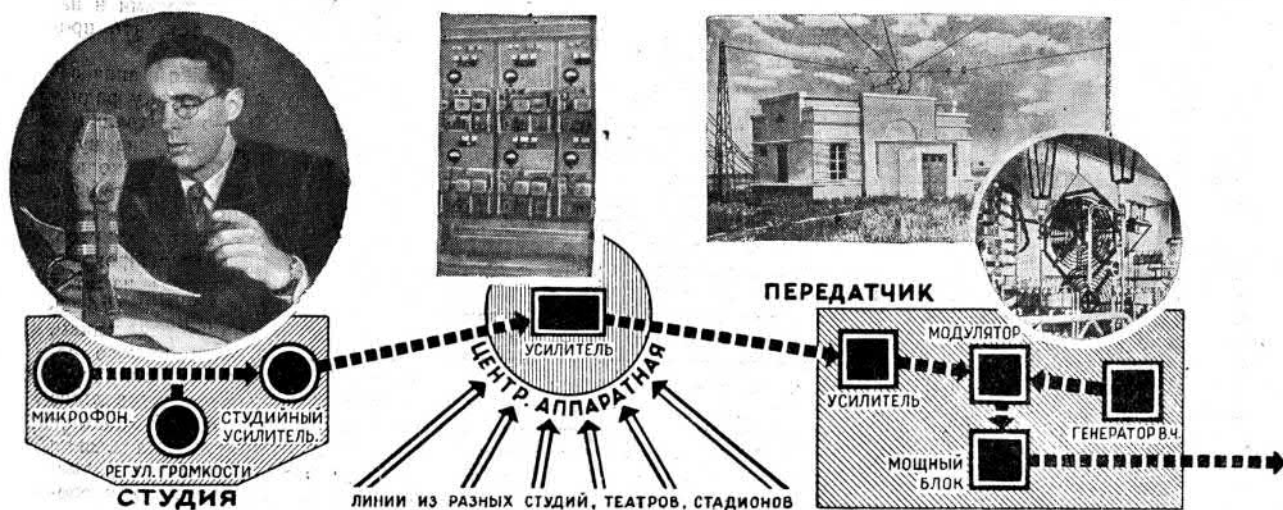 МИКРОФОН.
РЕГУЛ. ГРОМКОСТИ
СТУДИЙНЫЙ
УСИЛИТЕЛЬ.
СТУДИЯ
УСИЛИТЕЛЬ
ЦЕНТР. АППАРАТНАЯ
ЛИНИИ ИЗ РАЗНЫХ СТУДИЙ, ТЕАТРОВ, СТАДИОНОВ
ПЕРЕДАТЧИК
МОДУЛЯТОР
УСИЛИТЕЛЬ
ГЕНЕРАТОР В.Ч.
МОЩНЫЙ
БЛОК